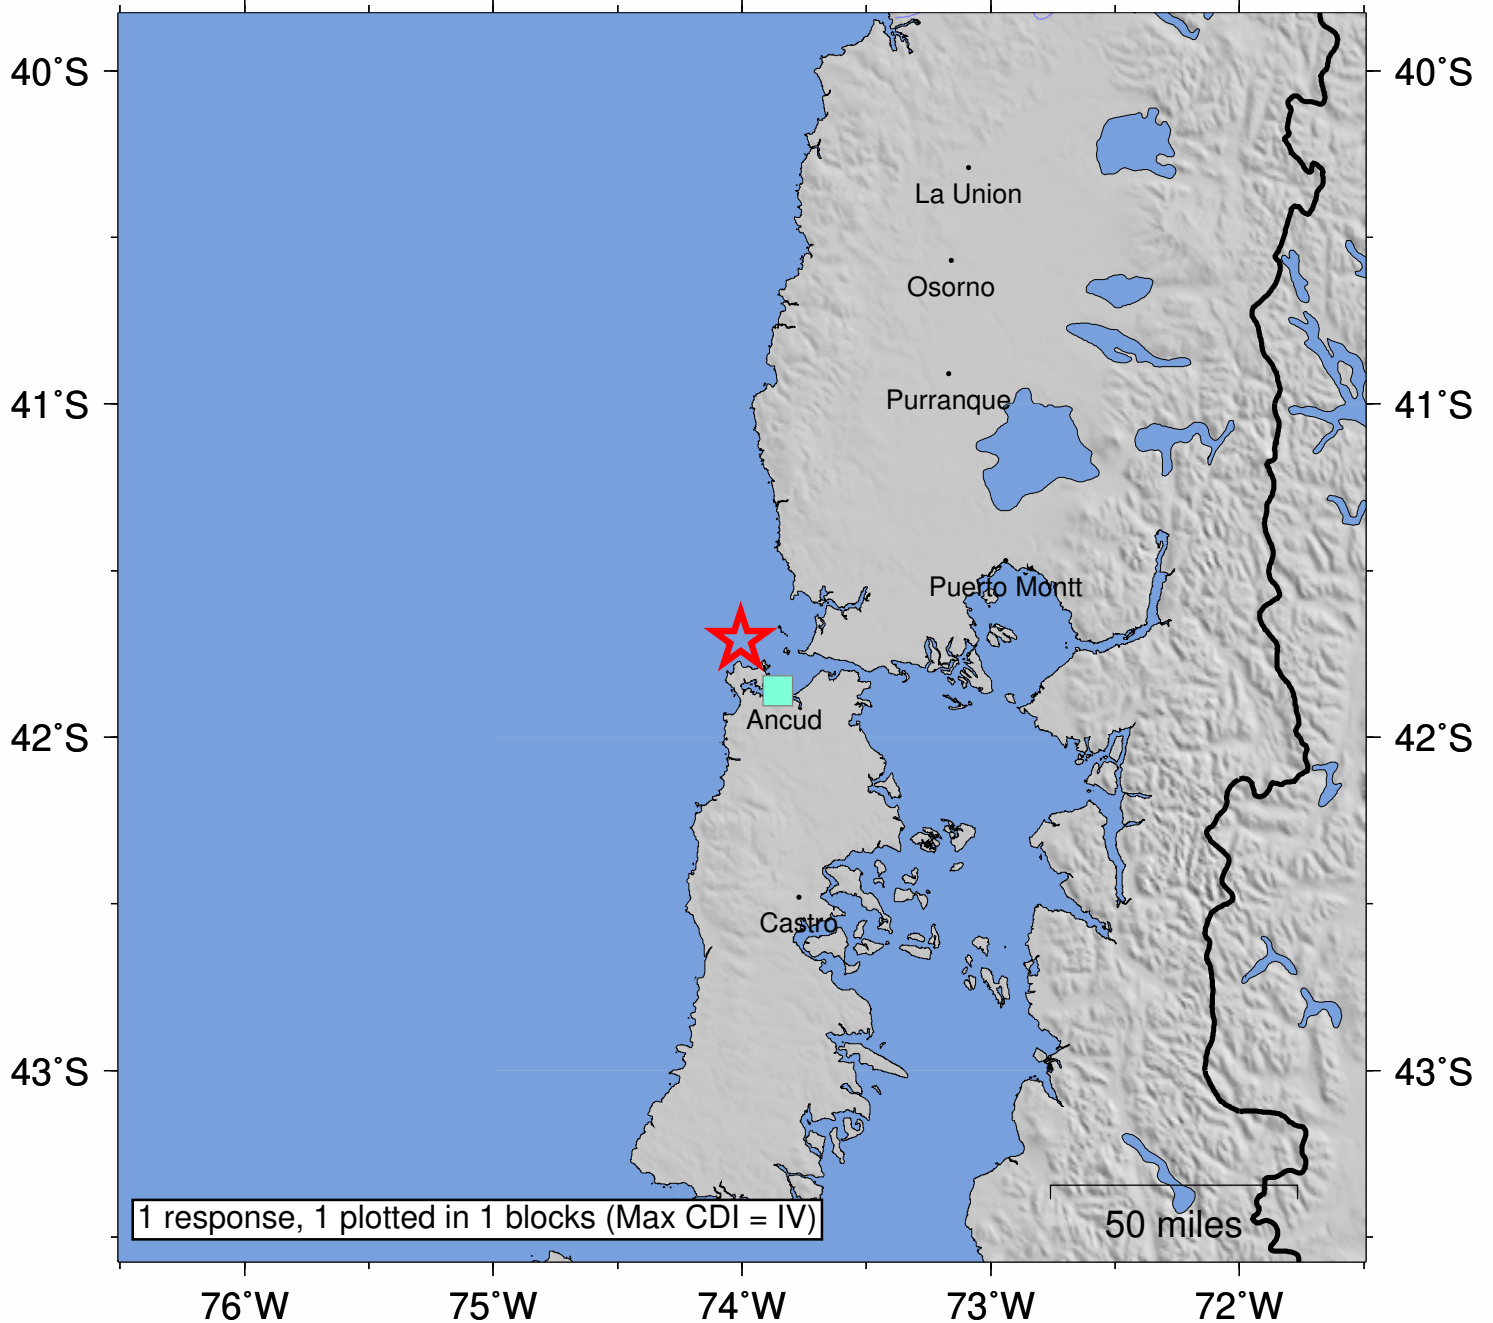 40°S 40°S
La Union
Osorno
41°S 41°S
Purranque
Puerto Montt
Ancud
42°S 42°S
Castro
43°S 43°S
1 response, 1 plotted in 1 blocks (Max CDI = IV)
50 miles
76°W 75°W 74°W 73°W 72°W